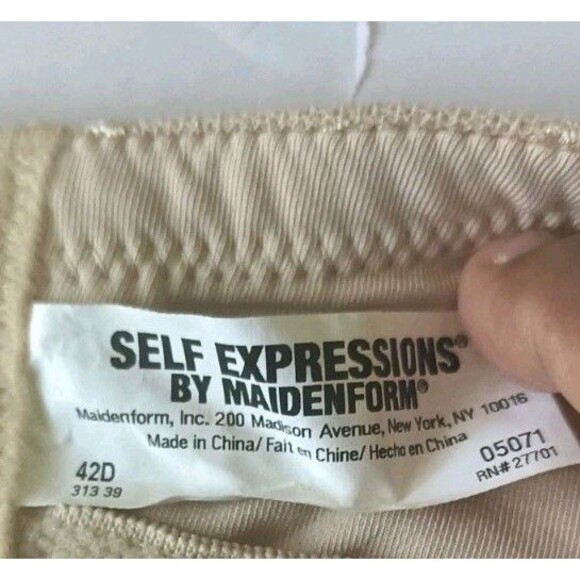 SELF EXPRESSIONS®
BY MAIDENFORM®
Maidenform, Inc. 200 Madison Avenue, New York, NY 10016
Made in China/ Fait en Chine/ Hecho en China
42D
313 39
05071
RN# 27701